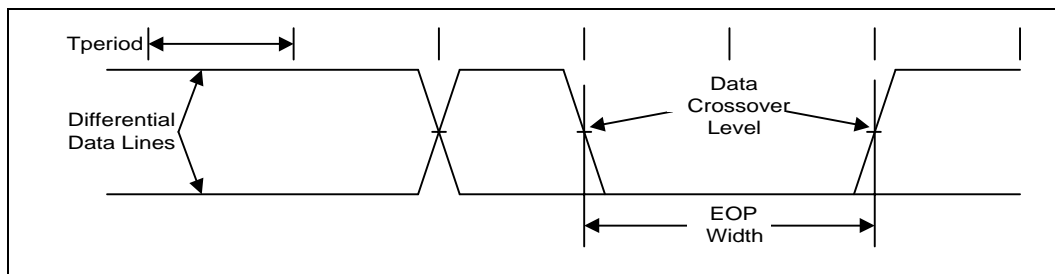 Tperiod
Differential
Data Lines
Data
Crossover
Level
EOP
Width